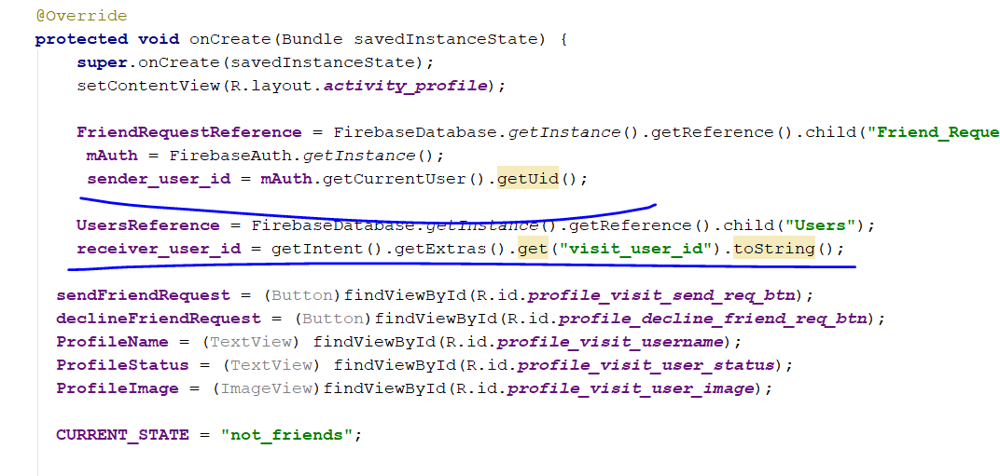 @Override
protected void onCreate(Bundle savedInstanceState) {
super.onCreate(savedInstanceState);
setContentView(R.layout.activity_profile);
FriendRequestReference = FirebaseDatabase.getInstance().getReference().child("Friend_Reque
mAuth = FirebaseAuth.getInstance();
sender_user_id = mAuth.getCurrentUser().getUid();
UsersReference = FirebaseDatabase.getInstance().getReference().child("Users");
receiver_user_id = getIntent().getExtras().get("visit_user_id").toString();
sendFriendRequest = (Button)findViewById(R.id.profile_visit_send_req_btn);
declineFriendRequest = (Button)findViewById(R.id.profile_decline_friend_req_btn);
ProfileName = (TextView) findViewById(R.id.profile_visit_username);
ProfileStatus = (TextView) findViewById(R.id.profile_visit_user_status);
ProfileImage = (ImageView)findViewById(R.id.profile_visit_user_image);
CURRENT_STATE = "not_friends";